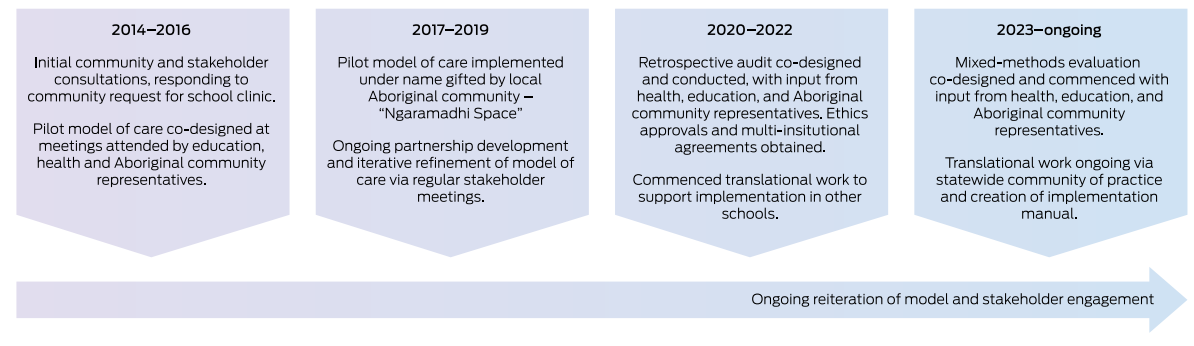 2014–2016
Initial community and stakeholder
consultations, responding to
community request for school clinic.
Pilot model of care co-designed at
meetings attended by education,
health and Aboriginal community
representatives.
2017–2019
Pilot model of care implemented
under name gifted by local
Aboriginal community –
“Ngaramadhi Space”
Ongoing partnership development
and iterative refinement of model of
care via regular stakeholder
meetings.
2020–2022
Retrospective audit co-designed
and conducted, with input from
health, education, and Aboriginal
community representatives. Ethics
approvals and multi-insitutional
agreements obtained.
Commenced translational work to
support implementation in other
schools.
2023–ongoing
Mixed-methods evaluation
co-designed and commenced with
input from health, education, and
Aboriginal community
representatives.
Translational work ongoing via
statewide community of practice
and creation of implementation
manual.
Ongoing reiteration of model and stakeholder engagement